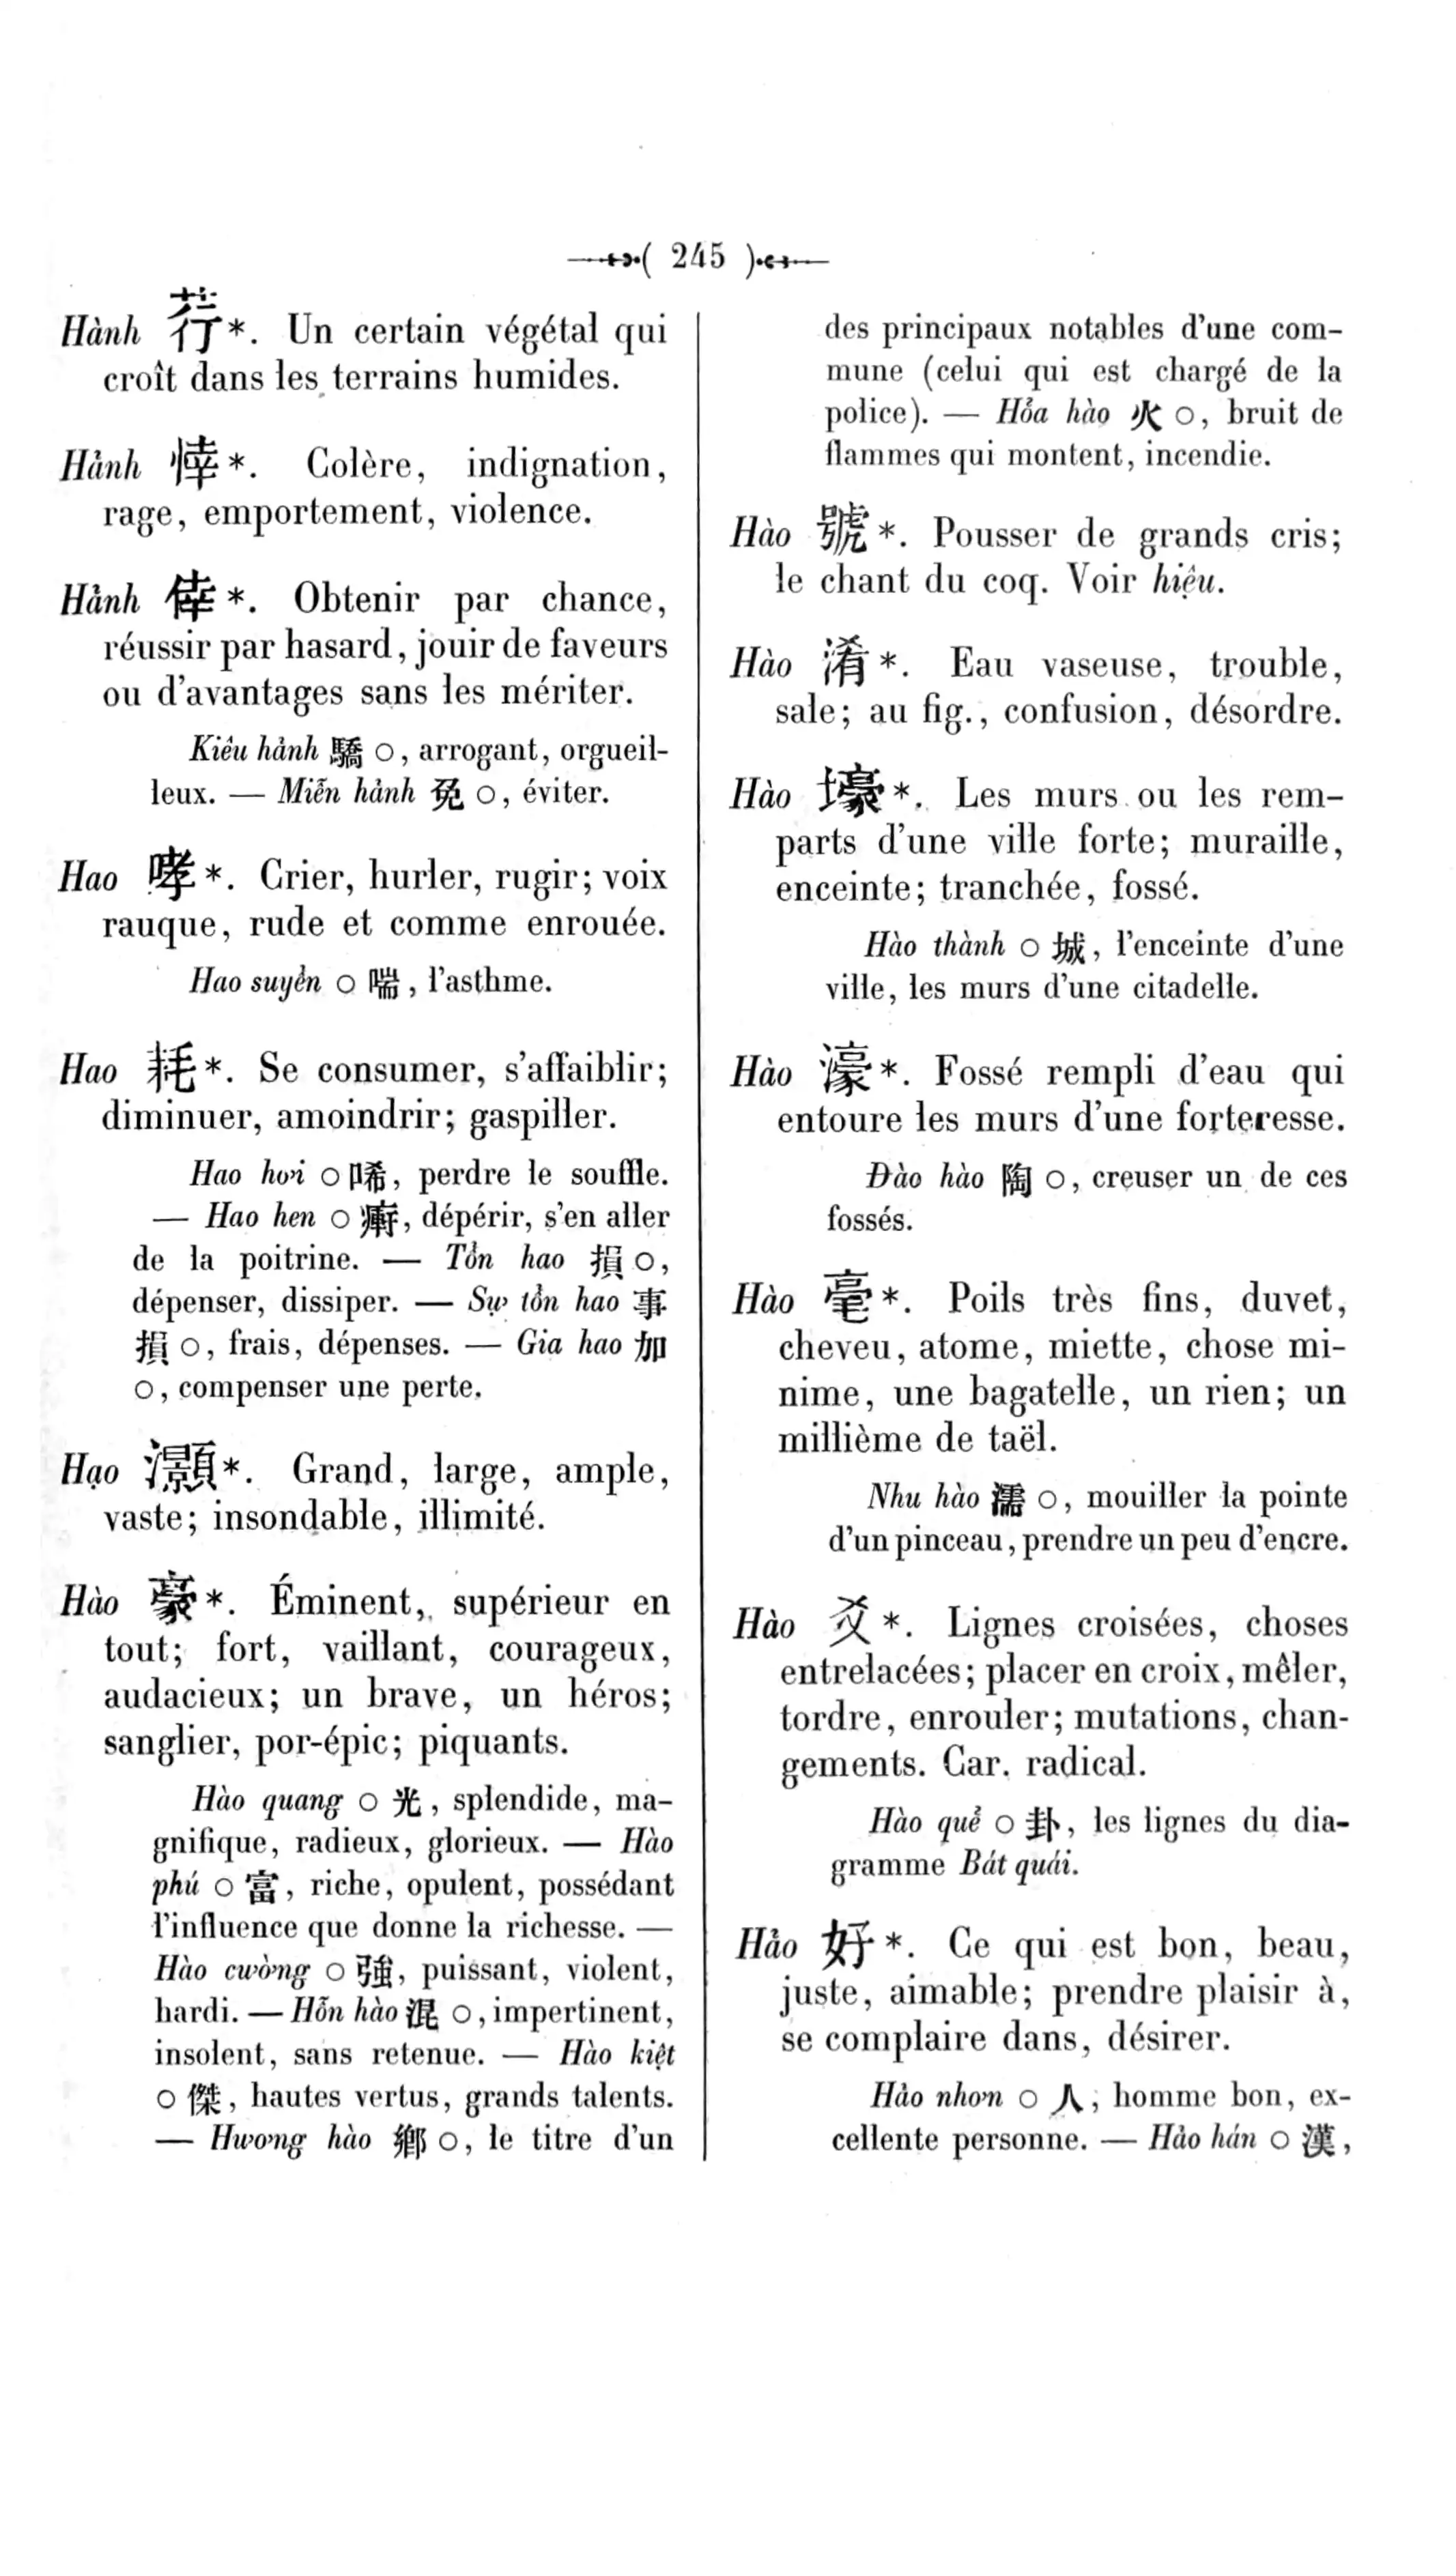 ( 245 )
Hành 荇*. Un certain végétal qui
croît dans les terrains humides.
Hảnh 悻*. Colère, indignation,
rage, emportement, violence.
Hảnh 倖*. Obtenir par chance,
réussir par hasard, jouir de faveurs
ou d'avantages sans les mériter.
Kiêu hảnh 驕 ○, arrogant, orgueil-
leux. — Miễn hảnh 免 ○, éviter.
Hao 哮*. Crier, hurler, rugir; voix
rauque, rude et comme enrouée.
Hao suyễn ○ 喘, l'asthme.
Hao 耗*. Se consumer, s'affaiblir;
diminuer, amoindrir; gaspiller.
Hao hơi ○ 唏, perdre le souffle.
— Hao hen ○, dépérir, s'en aller
de la poitrine. — Tổn hao 損 ○,
dépenser, dissiper. — Sự tổn hao 事
損 ○, frais, dépenses. — Gia hao 加
○, compenser une perte.
Hạo 灝*. Grand, large, ample,
vaste; insondable, illimité.
Hào 豪*. Éminent, supérieur en
tout; fort, vaillant, courageux,
audacieux; un brave, un héros;
sanglier, por-épic; piquants.
Hào quang ○ 光, splendide, ma-
gnifique, radieux, glorieux. — Hào
phú ○ 富, riche, opulent, possédant
l'influence que donne la richesse. —
Hào cường ○ 強, puissant, violent,
hardi. — Hỗn hào 混 ○, impertinent,
insolent, sans retenue. — Hào kiệt
○ 傑, hautes vertus, grands talents.
— Hương hào 鄉 ○, le titre d'un
des principaux notables d'une com-
mune (celui qui est chargé de la
police). — Hỏa hào 火 ○, bruit de
flammes qui montent, incendie.
Hào 號*. Pousser de grands cris;
le chant du coq. Voir hiệu.
Hào 淆*. Eau vaseuse, trouble,
sale; au fig., confusion, désordre.
Hào 壕*. Les murs ou les rem-
parts d'une ville forte; muraille,
enceinte; tranchée, fossé.
Hào thành ○ 城, l'enceinte d'une
ville, les murs d'une citadelle.
Hào 濠*. Fossé rempli d'eau qui
entoure les murs d'une forteresse.
Đào hào 陶 ○, creuser un de ces
fossés.
Hào 毫*. Poils très fins, duvet,
cheveu, atome, miette, chose mi-
nime, une bagatelle, un rien; un
millième de taël.
Nhu hào 濡 ○, mouiller la pointe
d'un pinceau, prendre un peu d'encre.
Hào 爻*. Lignes croisées, choses
entrelacées; placer en croix, mêler,
tordre, enrouler; mutations, chan-
gements. Car. radical.
Hào quẻ ○ 卦, les lignes du dia-
gramme Bát quái.
Hảo 好*. Ce qui est bon, beau,
juste, aimable; prendre plaisir à,
se complaire dans, désirer.
Hảo nhơn ○ 人, homme bon, ex-
cellente personne. — Hảo hán ○ 漢,